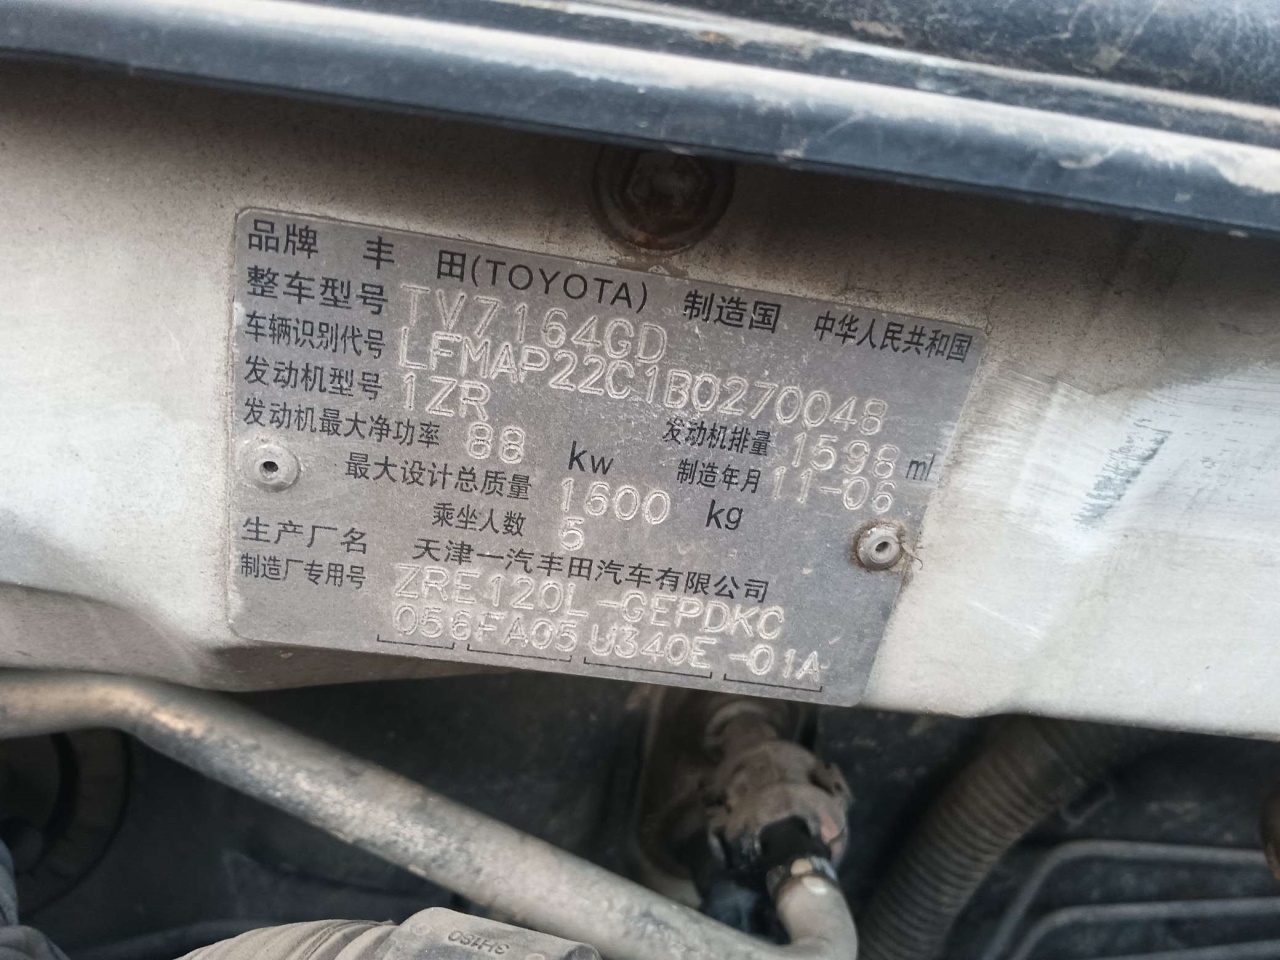 品牌 丰 田(TOYOTA) 制造国 中华人民共和国
整车型号 TV7164GD
车辆识别代号 LFMAP22C1B0270048
发动机型号 1ZR 发动机排量 1598 ml
发动机最大净功率 88 kw 制造年月 11-06
最大设计总质量 1600 kg
乘坐人数 5
生产厂名 天津一汽丰田汽车有限公司
制造厂专用号 ZRE120L-GEPDKC
056FA05U340E-01A
3H150